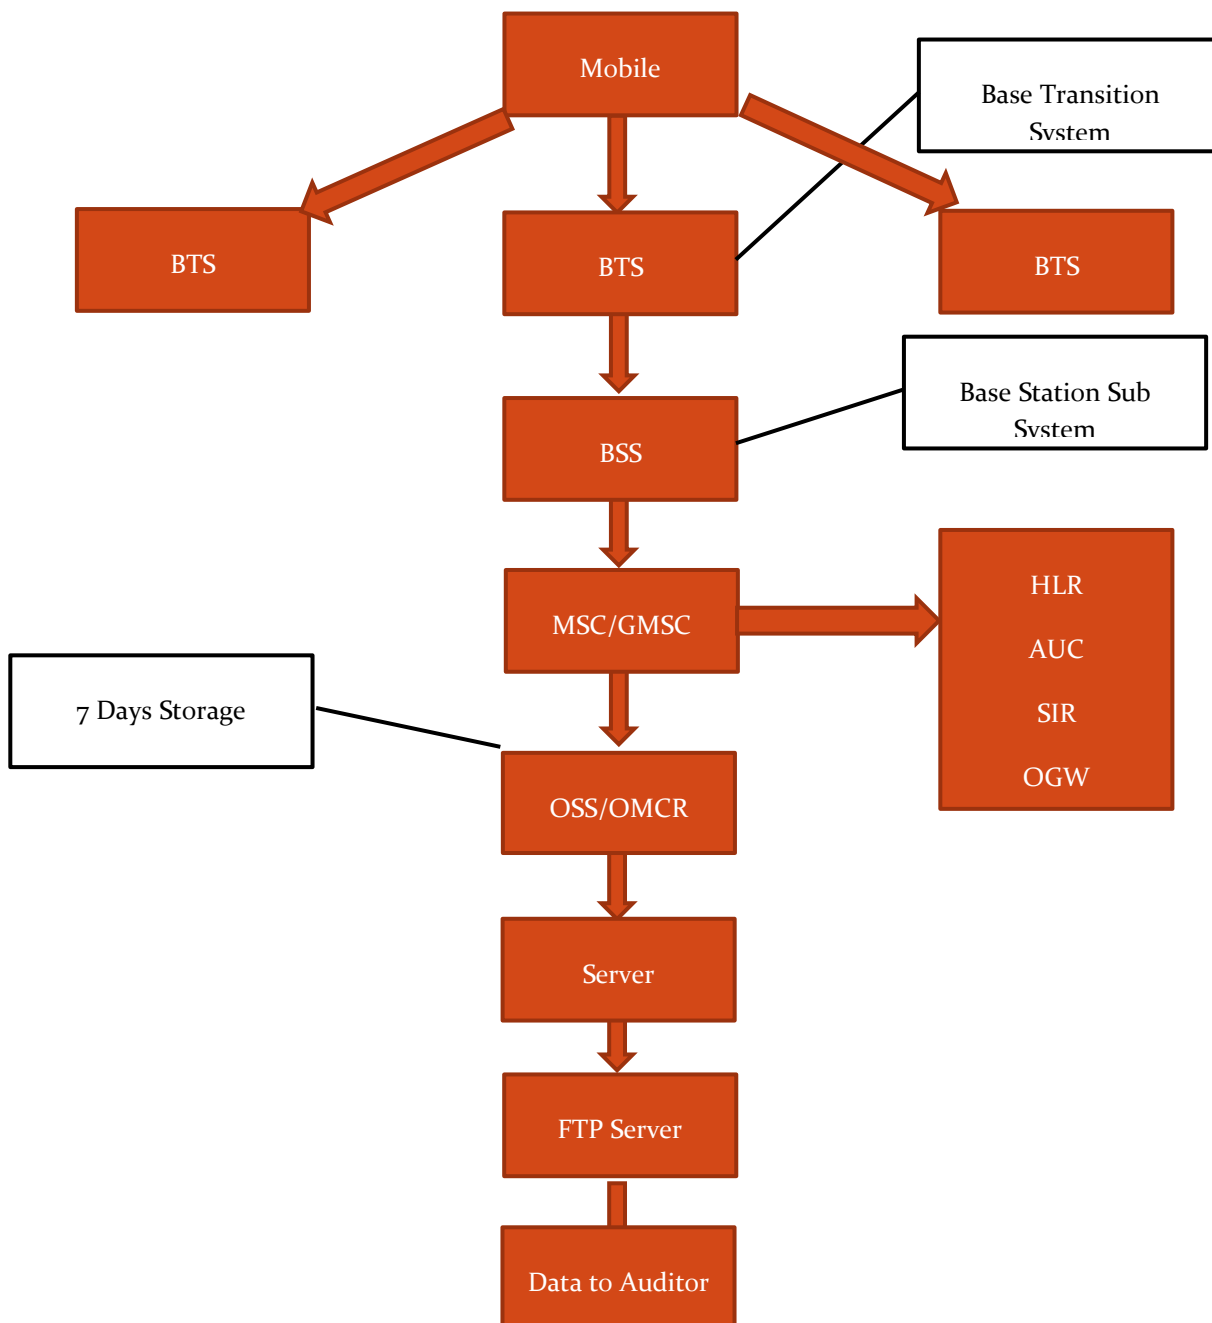 Mobile
Base Transition
System
BTS
BTS
BTS
Base Station Sub
System
BSS
HLR
MSC/GMSC
AUC
7 Days Storage
SIR
OGW
OSS/OMCR
Server
FTP Server
Data to Auditor